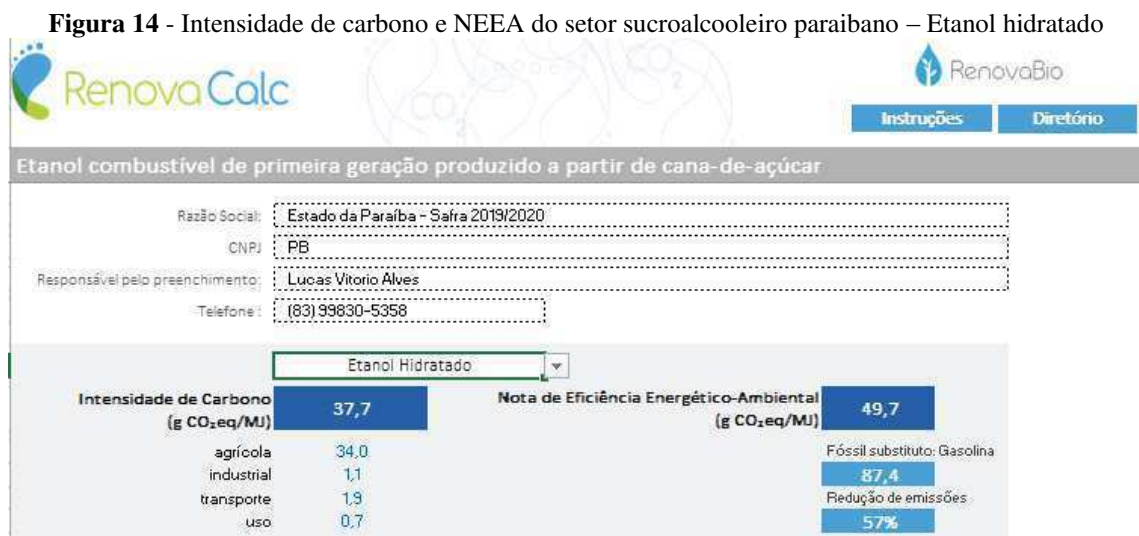 Figura 14 - Intensidade de carbono e NEEA do setor sucroalcooleiro paraibano – Etanol hidratado
RenovaCalc
RenovaBio
Instruções Diretório
Etanol combustível de primeira geração produzido a partir de cana-de-açúcar
Razão Social: Estado da Paraíba - Safra 2019/2020
CNPJ PB
Responsável pelo preenchimento: Lucas Vitorio Alves
Telefone : (83) 99830-5358
Etanol Hidratado
Intensidade de Carbono (g CO₂eq/MJ) 37,7
Nota de Eficiência Energético-Ambiental (g CO₂eq/MJ) 49,7
agrícola 34,0
Fóssil substituto: Gasolina
industrial 1,1
87,4
transporte 1,9
Redução de emissões
uso 0,7
57%